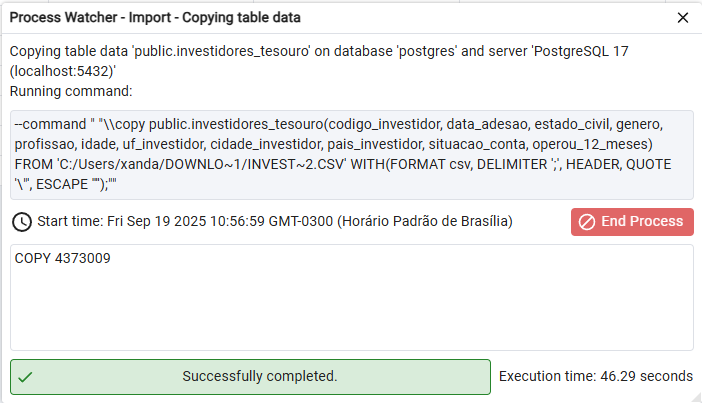 Process Watcher - Import - Copying table data
Copying table data 'public.investidores_tesouro' on database 'postgres' and server 'PostgreSQL 17
(localhost:5432)'
Running command:
--command " "\\copy public.investidores_tesouro(codigo_investidor, data_adesao, estado_civil, genero,
profissao, idade, uf_investidor, cidade_investidor, pais_investidor, situacao_conta, operou_12_meses)
FROM 'C:/Users/xanda/DOWNLO~1/INVEST~2.CSV' WITH(FORMAT csv, DELIMITER ';', HEADER, QUOTE
'\"', ESCAPE '"');""
Start time: Fri Sep 19 2025 10:56:59 GMT-0300 (Horário Padrão de Brasília)
End Process
COPY 4373009
Successfully completed.
Execution time: 46.29 seconds